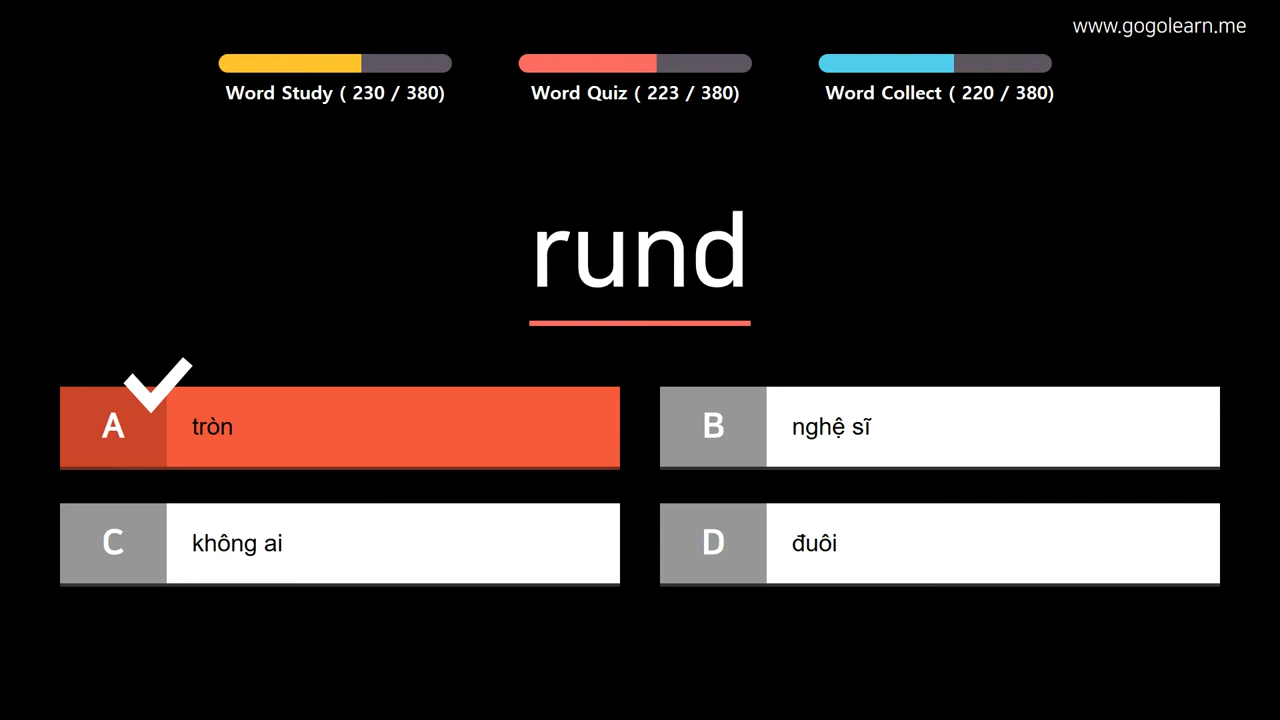 www.gogolearn.me
Word Study ( 230 / 380)
Word Quiz ( 223 / 380)
Word Collect ( 220 / 380)
rund
A tròn
B nghệ sĩ
C không ai
D đuôi